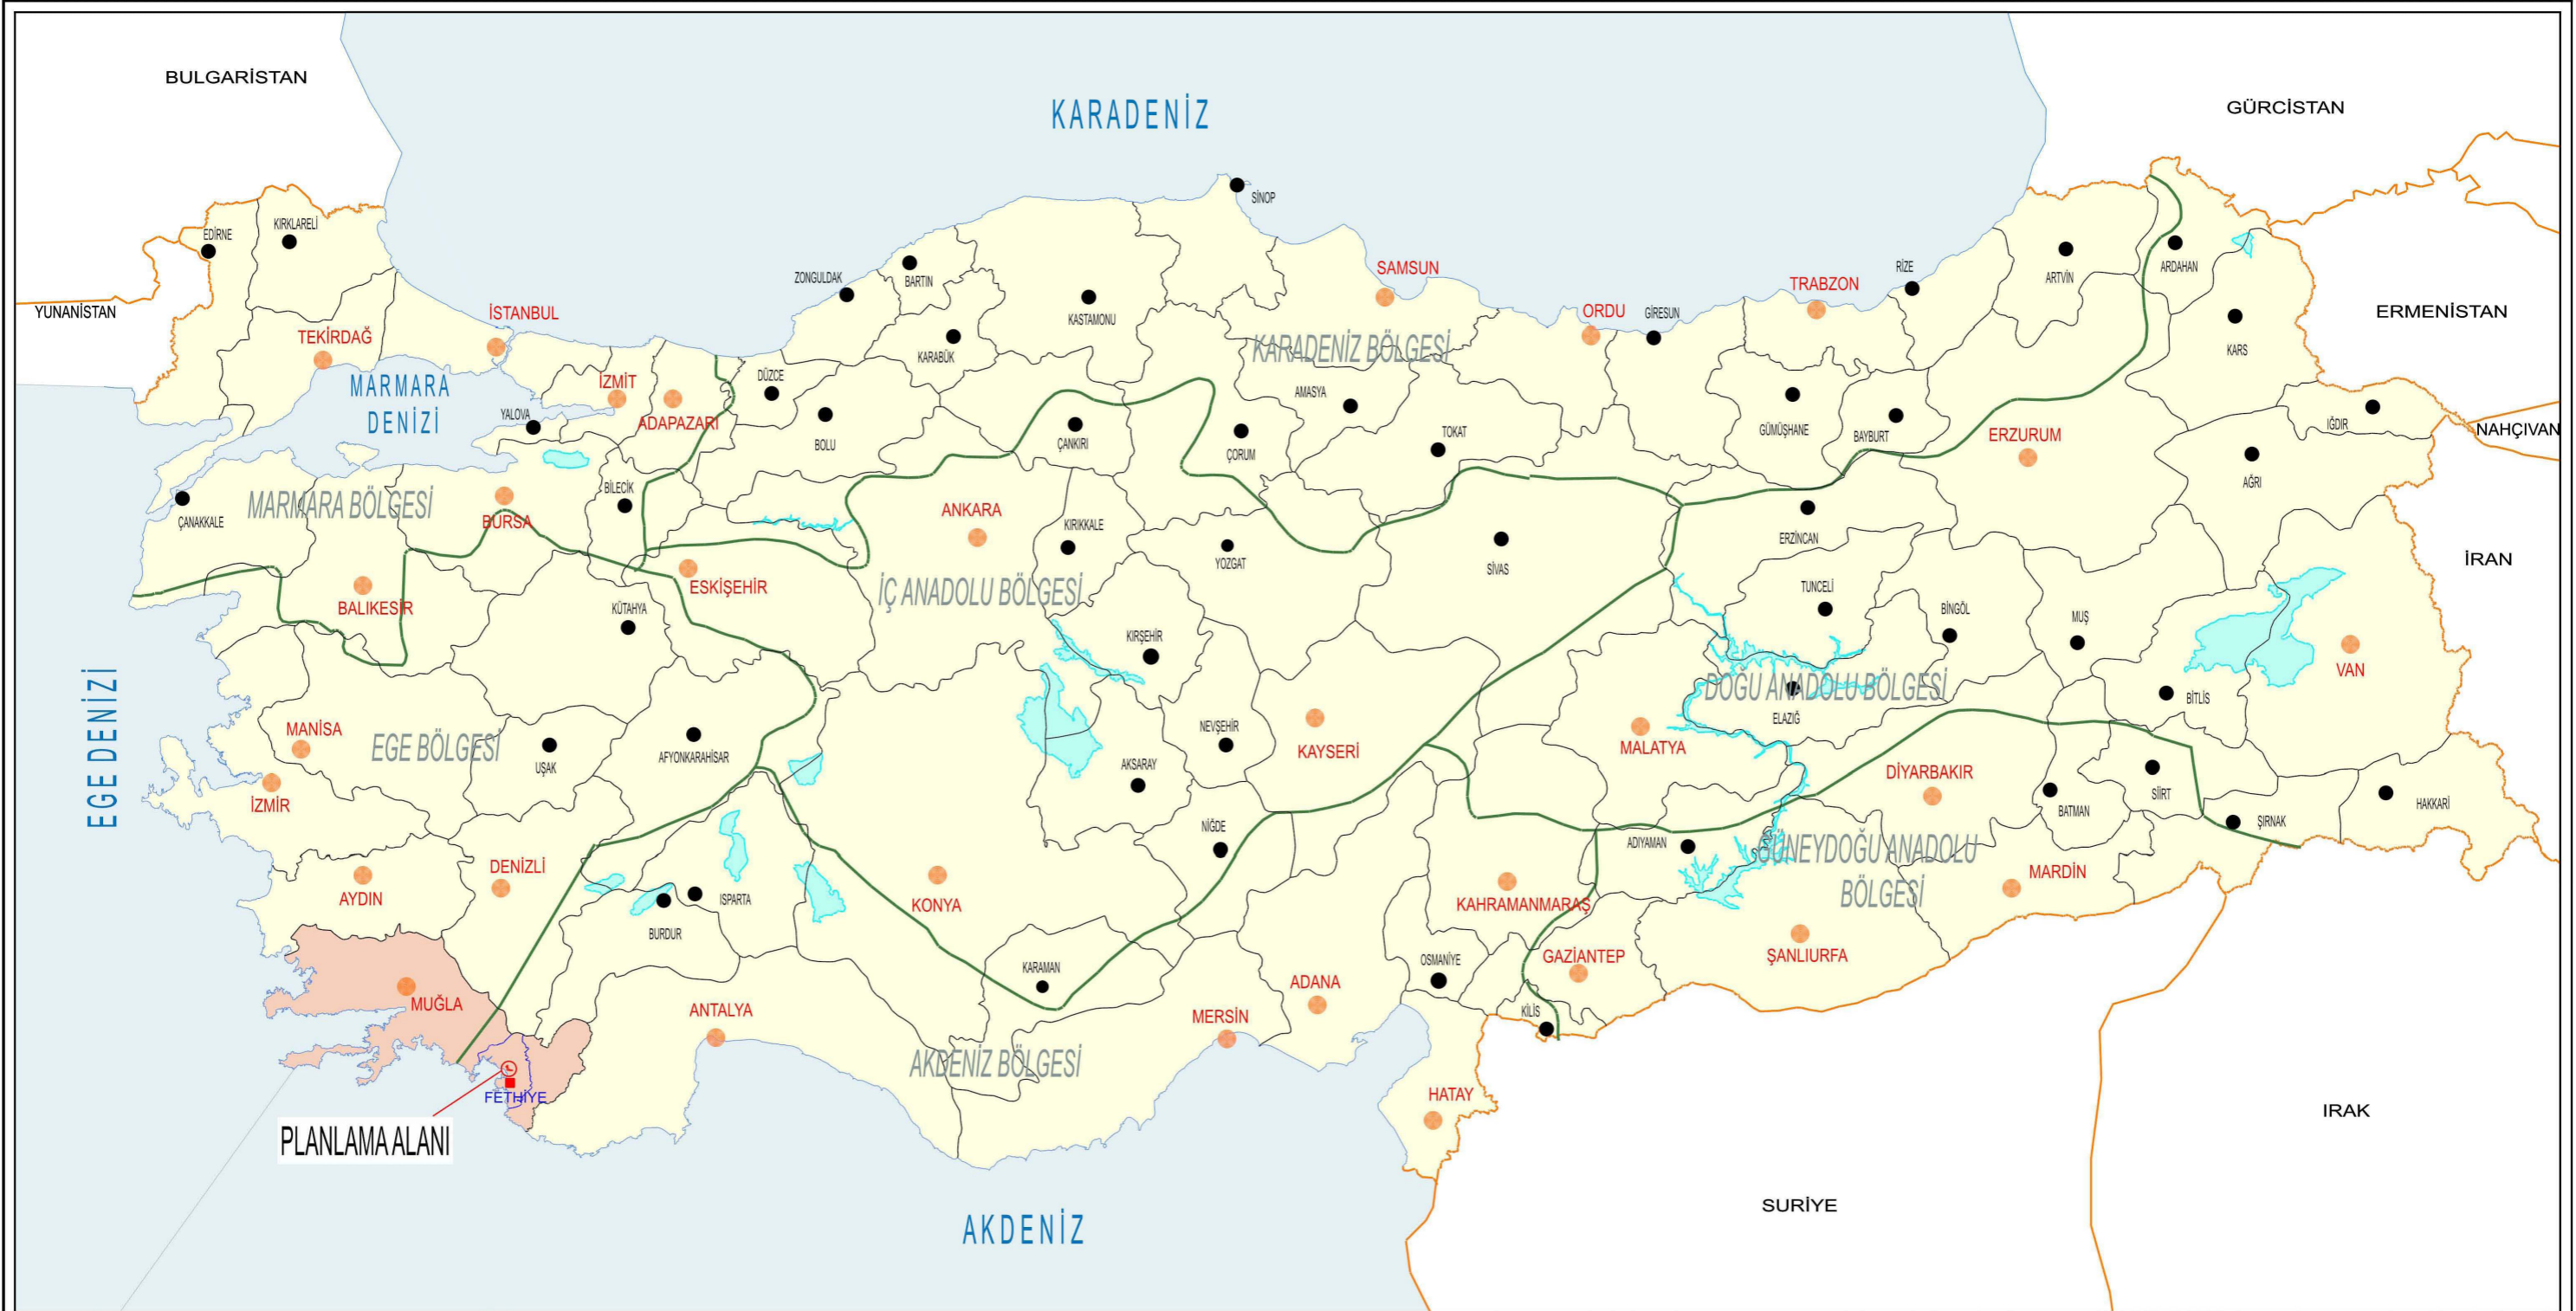 BULGARİSTAN
KARADENİZ
GÜRCİSTAN
SİNOP
KIRKLARELİ
EDİRNE
SAMSUN
ZONGULDAK
BARTIN
RİZE
ARTVİN
ARDAHAN
TRABZON
YUNANİSTAN
İSTANBUL
KASTAMONU
ORDU
GİRESUN
ERMENİSTAN
TEKİRDAĞ
KARABÜK
KARADENİZ BÖLGESİ
KARS
MARMARA
DENİZİ
İZMİT
DÜZCE
AMASYA
YALOVA
ADAPAZARI
BOLU
ÇANKIRI
ÇORUM
TOKAT
GÜMÜŞHANE
BAYBURT
ERZURUM
IĞDIR
NAHÇIVAN
AĞRI
BİLECİK
MARMARA BÖLGESİ
ÇANAKKALE
BURSA
ANKARA
KIRIKKALE
ERZİNCAN
İRAN
YOZGAT
SİVAS
ESKİŞEHİR
İÇ ANADOLU BÖLGESİ
TUNCELİ
BALIKESİR
KÜTAHYA
BİNGÖL
MUŞ
KIRŞEHİR
VAN
EGE DENİZİ
DOĞU ANADOLU BÖLGESİ
BİTLİS
ELAZIĞ
MANİSA
EGE BÖLGESİ
UŞAK
AFYONKARAHİSAR
NEVŞEHİR
KAYSERİ
MALATYA
AKSARAY
DİYARBAKIR
İZMİR
SİİRT
BATMAN
HAKKARİ
ŞIRNAK
NİĞDE
ADIYAMAN
GÜNEYDOĞU ANADOLU
BÖLGESİ
MARDİN
DENİZLİ
AYDIN
ISPARTA
KONYA
KAHRAMANMARAŞ
BURDUR
KARAMAN
OSMANİYE
GAZİANTEP
ŞANLIURFA
MUĞLA
ANTALYA
MERSİN
ADANA
KİLİS
AKDENİZ BÖLGESİ
FETHİYE
HATAY
PLANLAMA ALANI
IRAK
SURİYE
AKDENİZ